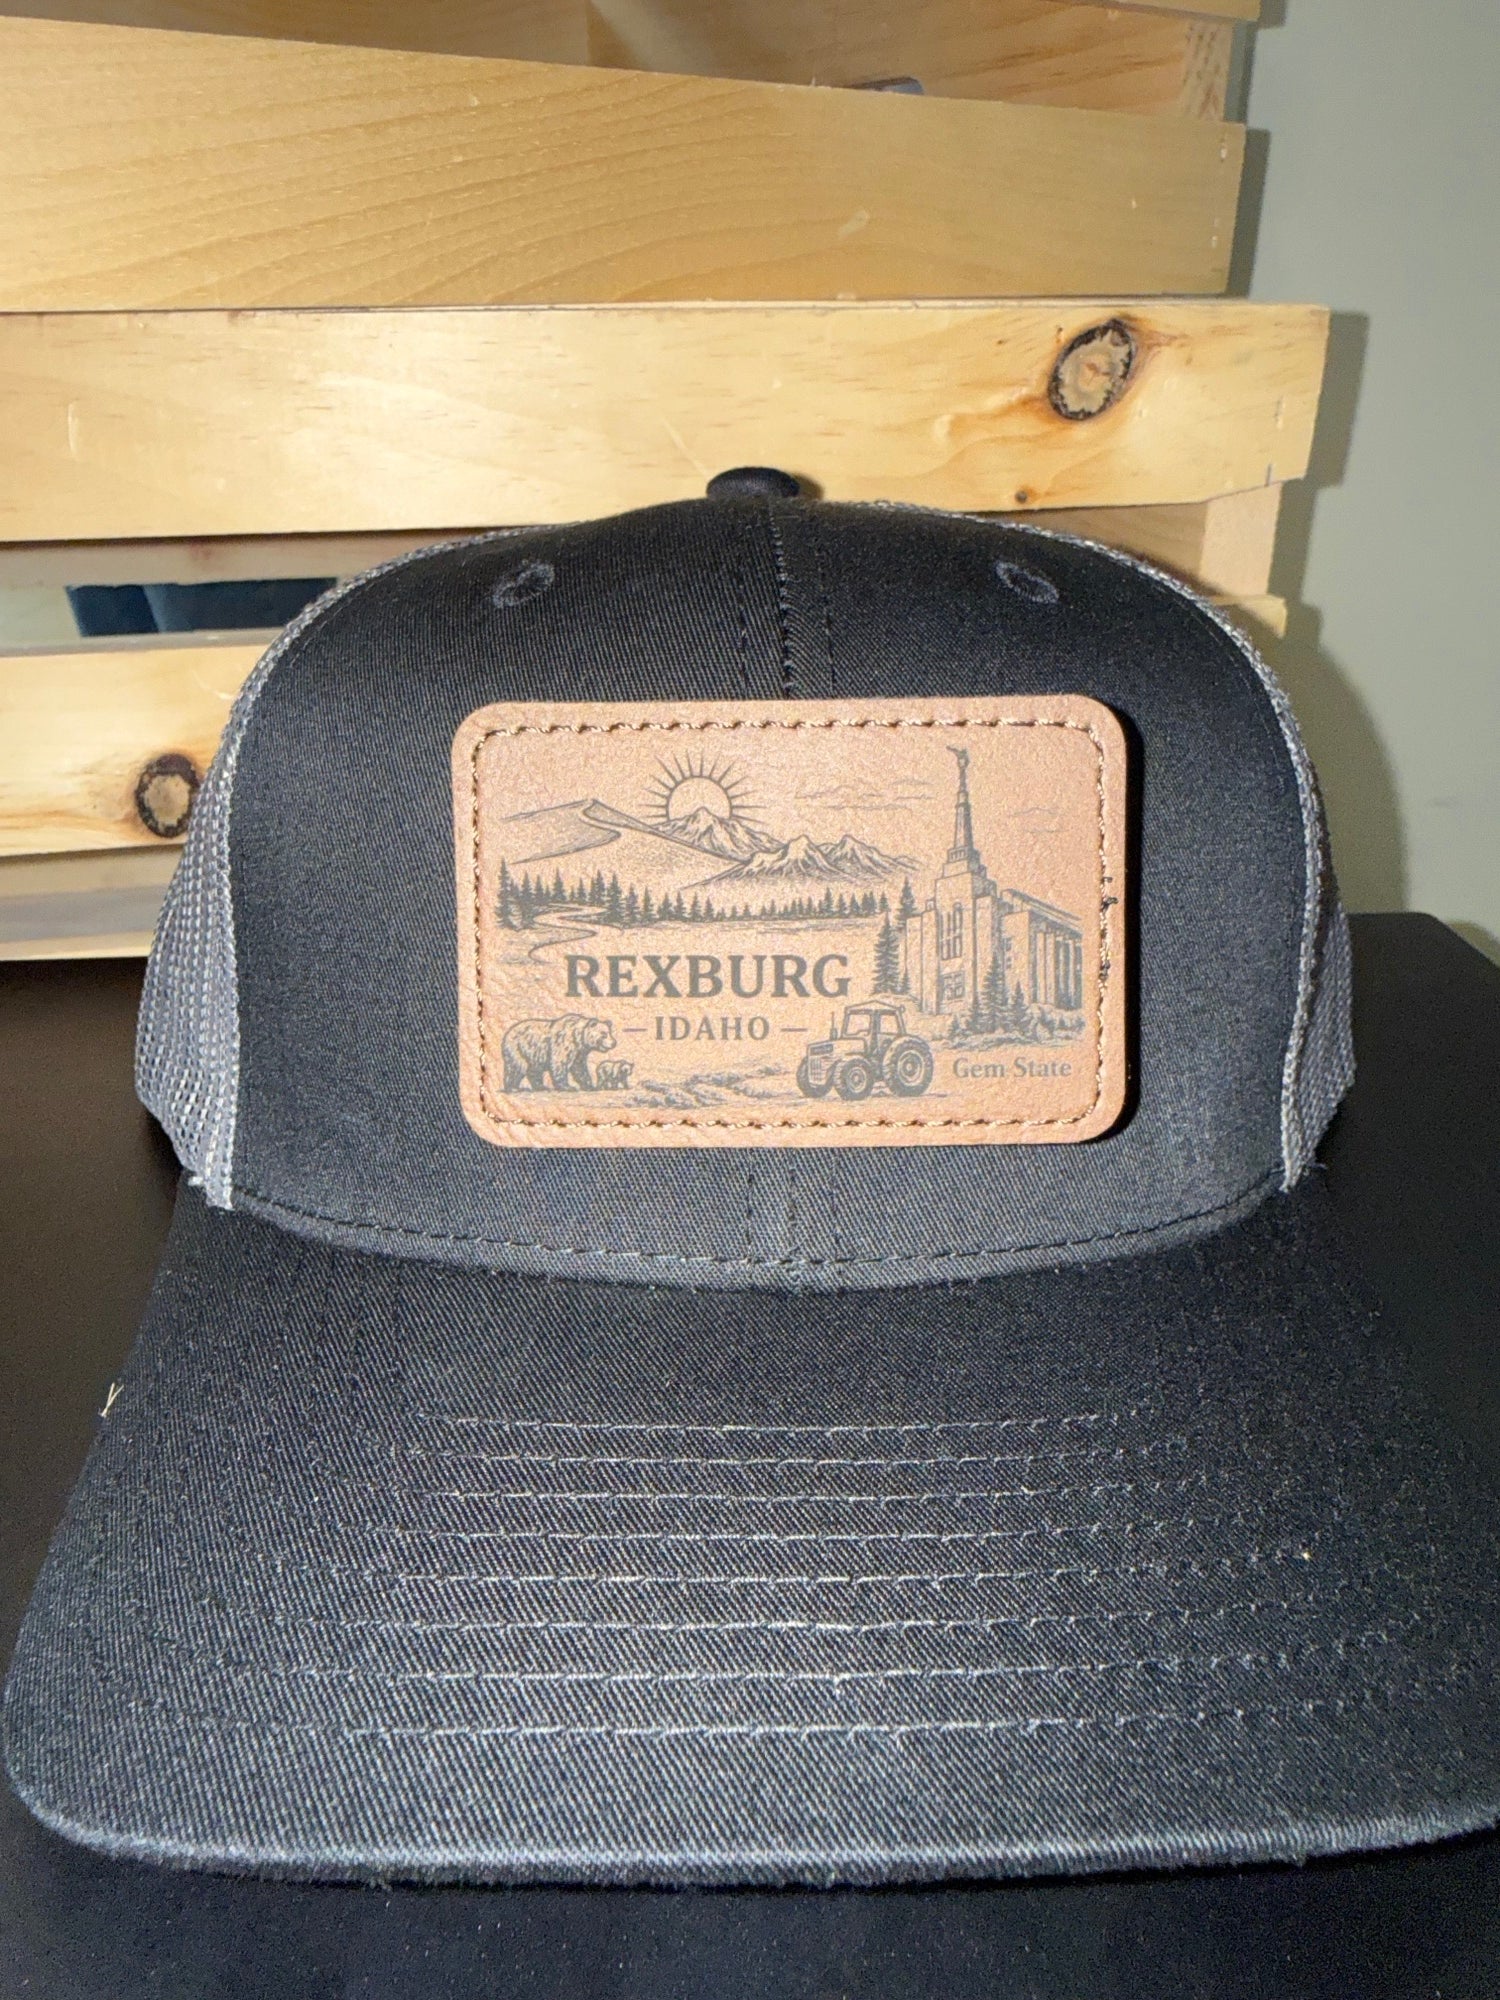 REXBURG
— IDAHO —
Gem State